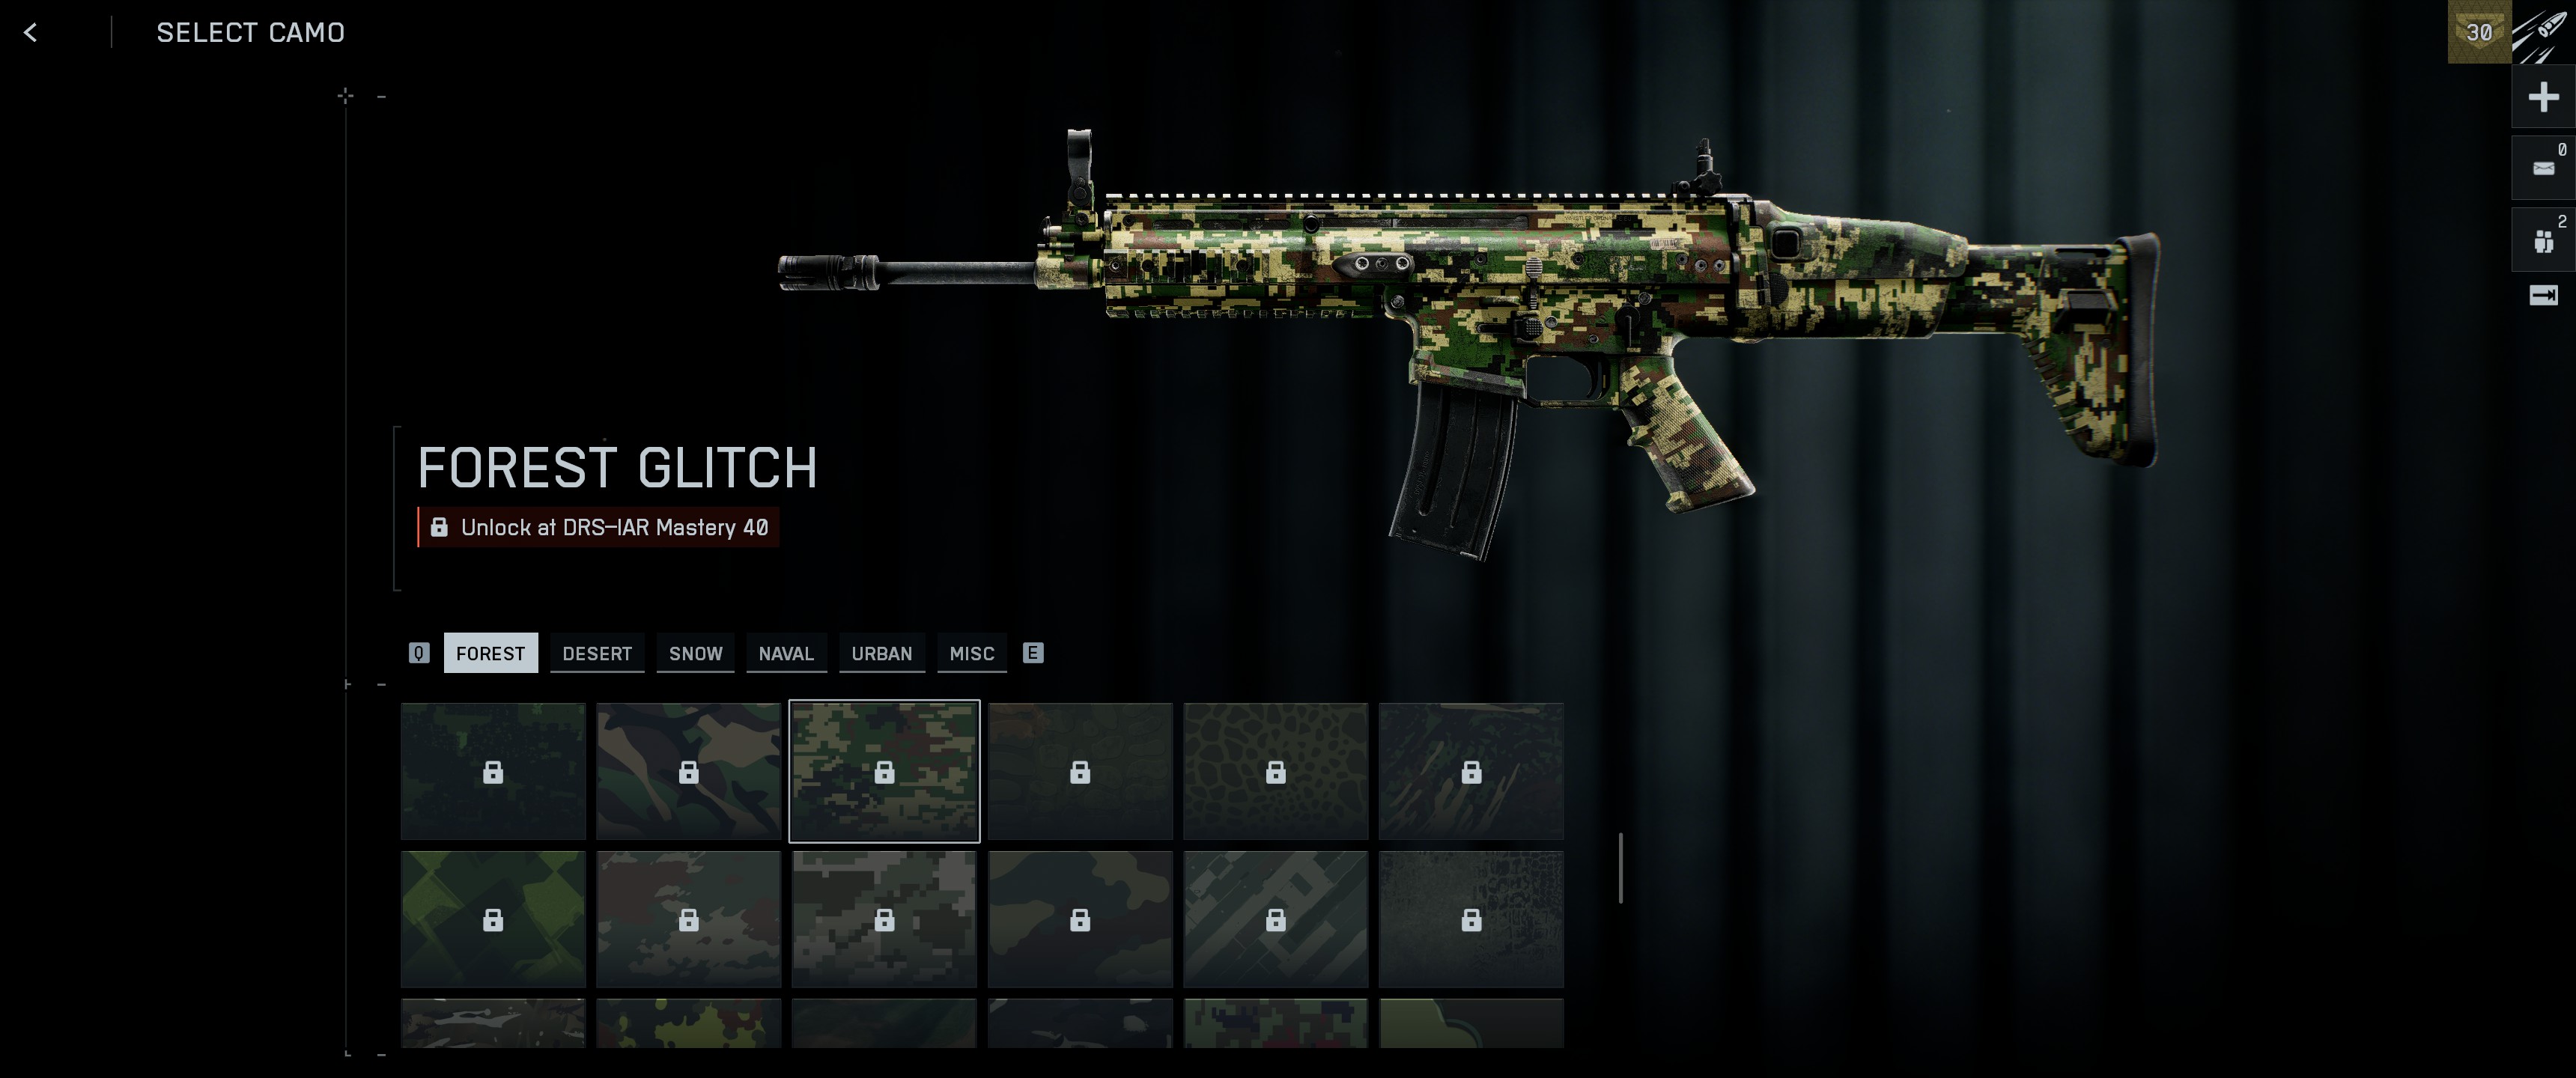 SELECT CAMO
30
0
2
FOREST GLITCH
Unlock at DRS-IAR Mastery 40
Q FOREST DESERT SNOW NAVAL URBAN MISC E